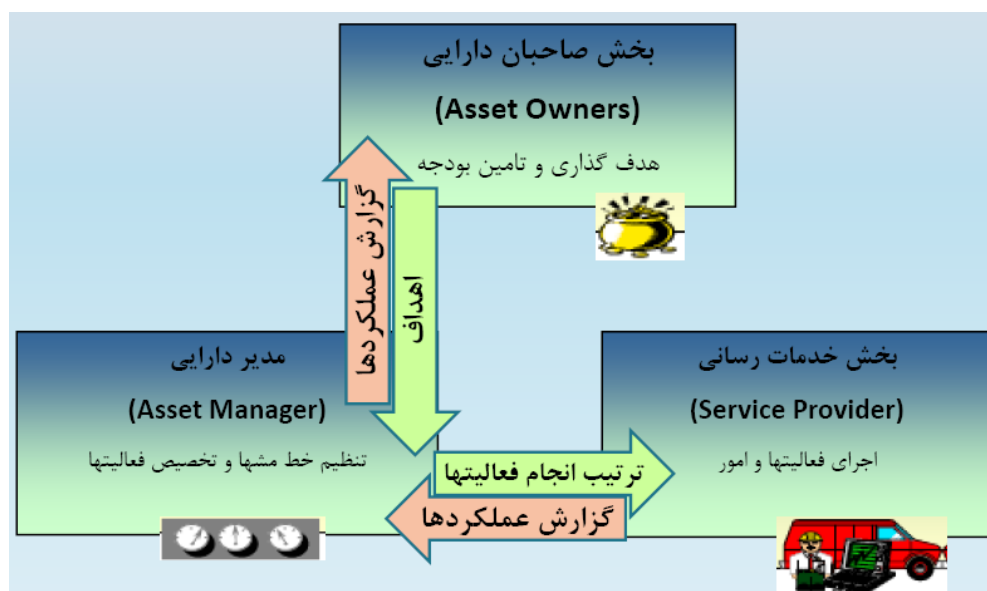 بخش صاحبان دارایی
(Asset Owners)
هدف گذاری و تامین بودجه
گزارش عملکردها
اهداف
مدیر دارایی
(Asset Manager)
تنظیم خط مشها و تخصیص فعالیتها
بخش خدمات رسانی
(Service Provider)
اجرای فعالیتها و امور
ترتیب انجام فعالیتها
گزارش عملکردها